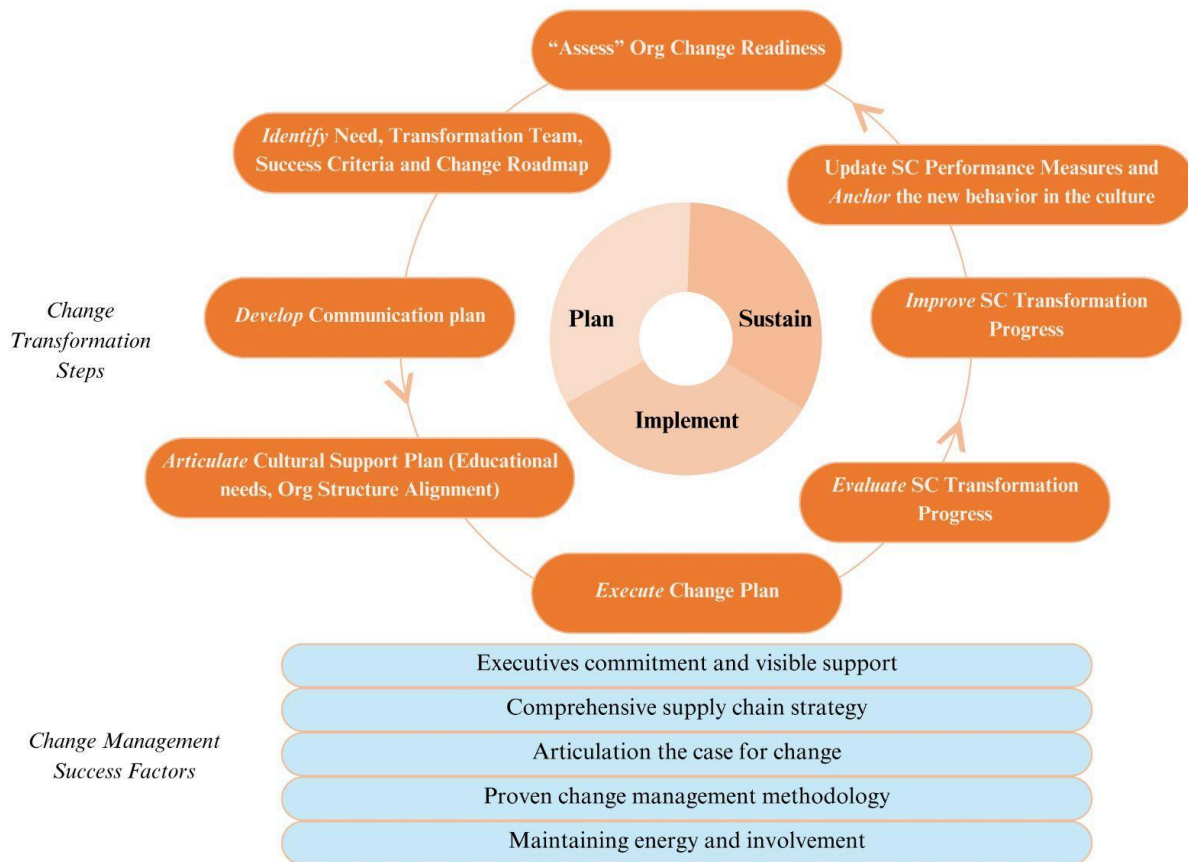 “Assess” Org Change Readiness
Identify Need, Transformation Team,
Success Criteria and Change Roadmap
Update SC Performance Measures and
Anchor the new behavior in the culture
Change
Transformation
Steps
Develop Communication plan
Plan
Sustain
Implement
Improve SC Transformation
Progress
Articulate Cultural Support Plan (Educational
needs, Org Structure Alignment)
Evaluate SC Transformation
Progress
Execute Change Plan
Change Management
Success Factors
Executives commitment and visible support
Comprehensive supply chain strategy
Articulation the case for change
Proven change management methodology
Maintaining energy and involvement